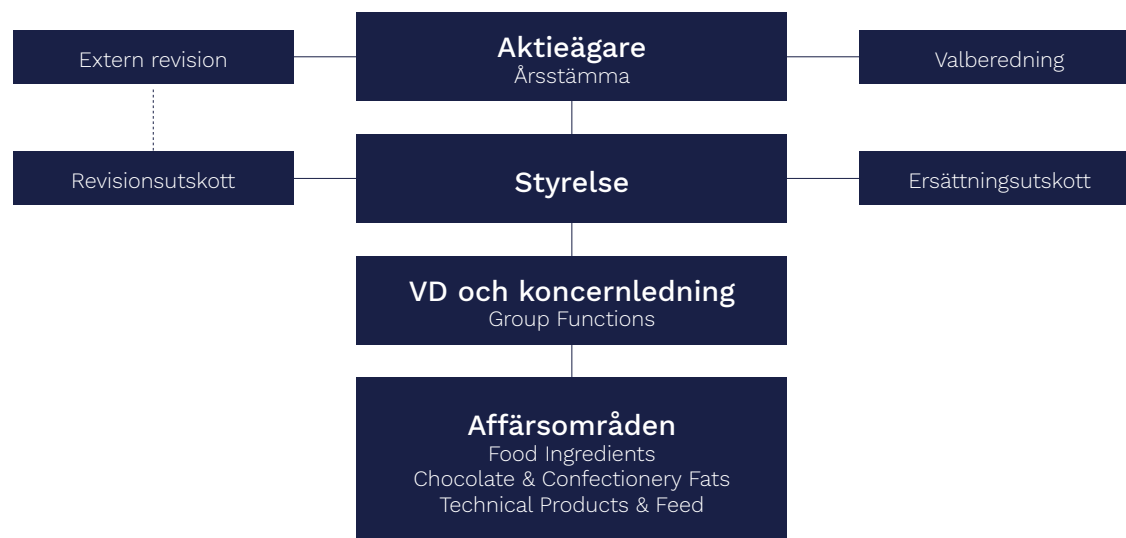 Extern revision
Aktieägare
Årsstämma
Valberedning
Revisionsutskott
Styrelse
Ersättningsutskott
VD och koncernledning
Group Functions
Affärsområden
Food Ingredients
Chocolate & Confectionery Fats
Technical Products & Feed